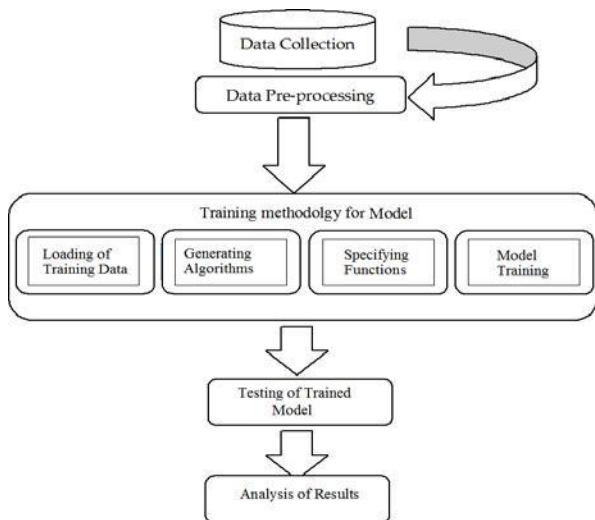 Data Collection
Data Pre-processing
Training methodolgy for Model
Loading of
Training Data
Generating
Algorithms
Specifying
Functions
Model
Training
Testing of Trained
Model
Analysis of Results